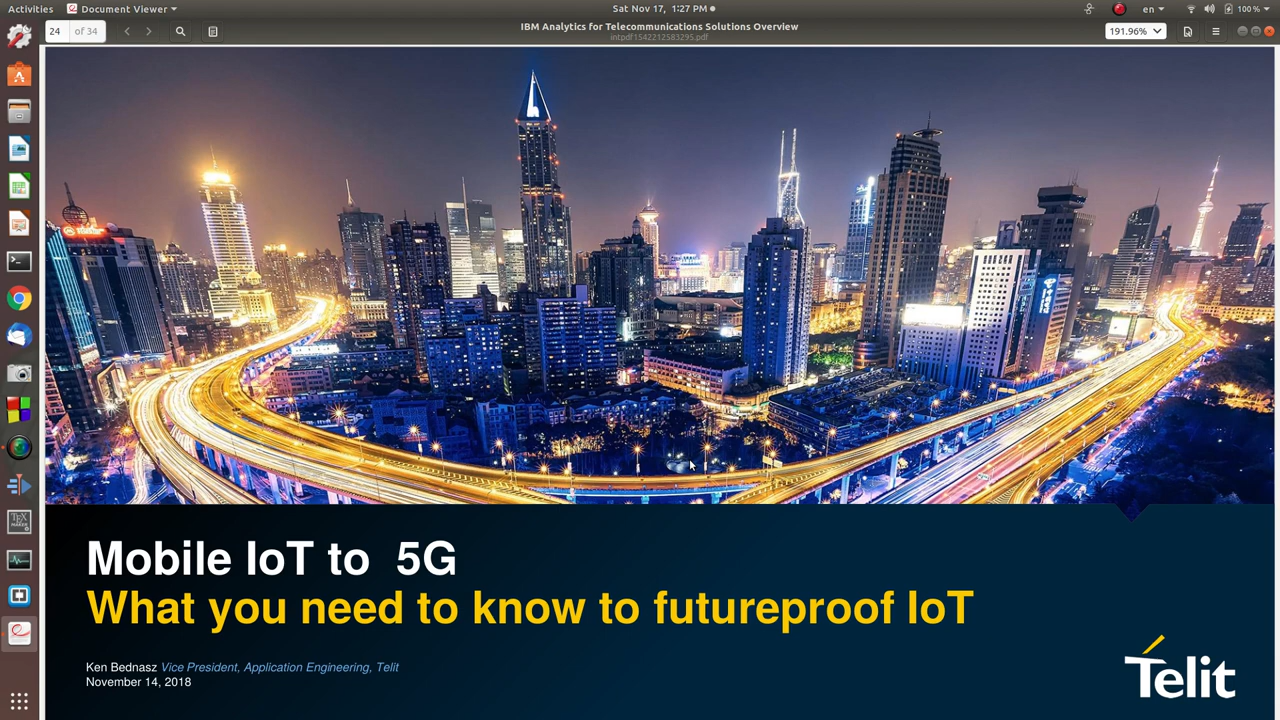 Activities
Document Viewer
Sat Nov 17, 1:27 PM
en
100 %
24
of 34
IBM Analytics for Telecommunications Solutions Overview
intpdf1542212583295.pdf
191.96%
Mobile IoT to  5G
What you need to know to futureproof IoT
Ken Bednasz Vice President, Application Engineering, Telit
November 14, 2018
Telit